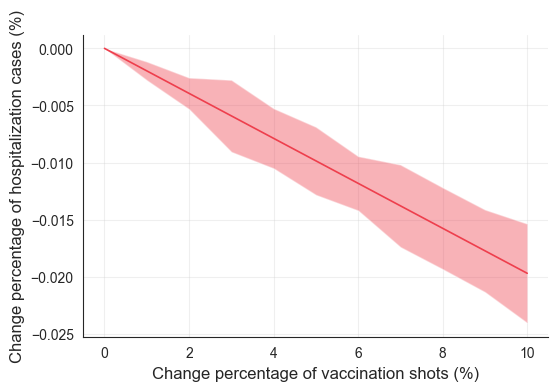 Change percentage of hospitalization cases (%)
0.000
−0.005
−0.010
−0.015
−0.020
−0.025
0 2 4 6 8 10
Change percentage of vaccination shots (%)